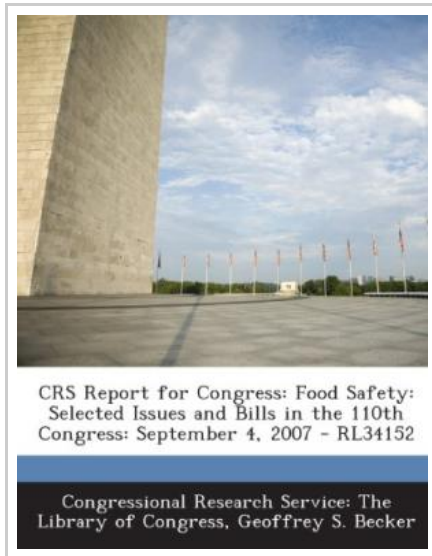 CRS Report for Congress: Food Safety:
Selected Issues and Bills in the 110th
Congress: September 4, 2007 - RL34152
Congressional Research Service: The
Library of Congress, Geoffrey S. Becker